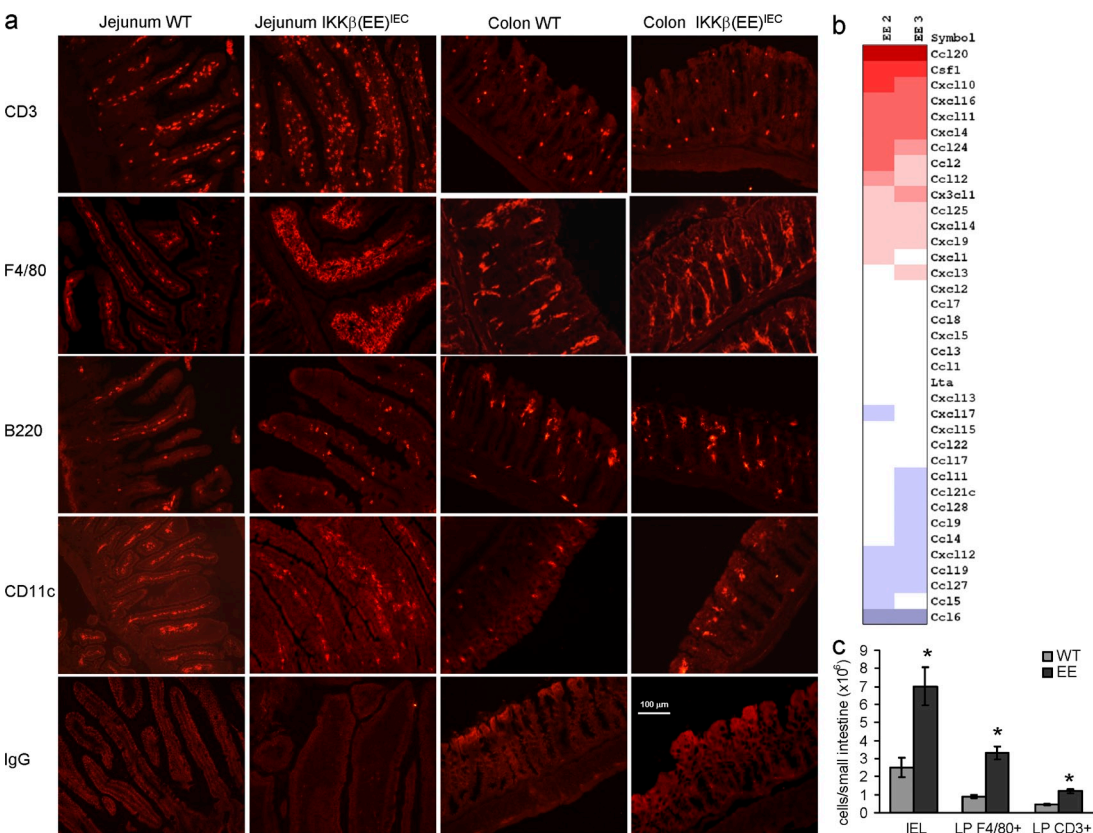 a
Jejunum WT
Jejunum IKKβ(EE)IEC
Colon WT
Colon IKKβ(EE)IEC
CD3
F4/80
B220
CD11c
IgG
100 μm
b
EE 2
EE 3
Symbol
Ccl20
Csf1
Cxcl10
Cxcl16
Cxcl11
Cxcl4
Ccl24
Ccl2
Ccl12
Cx3cl1
Ccl25
Cxcl14
Cxcl9
Cxcl1
Cxcl3
Cxcl2
Ccl7
Ccl8
Cxcl5
Ccl3
Ccl1
Lta
Cxcl13
Cxcl17
Cxcl15
Ccl22
Ccl17
Ccl11
Ccl21c
Ccl28
Ccl9
Ccl4
Cxcl12
Ccl19
Ccl27
Ccl5
Ccl6
c
cells/small intestine (x10⁶)
9
8
7
6
5
4
3
2
1
0
WT
EE
*
*
*
IEL
LP F4/80+
LP CD3+